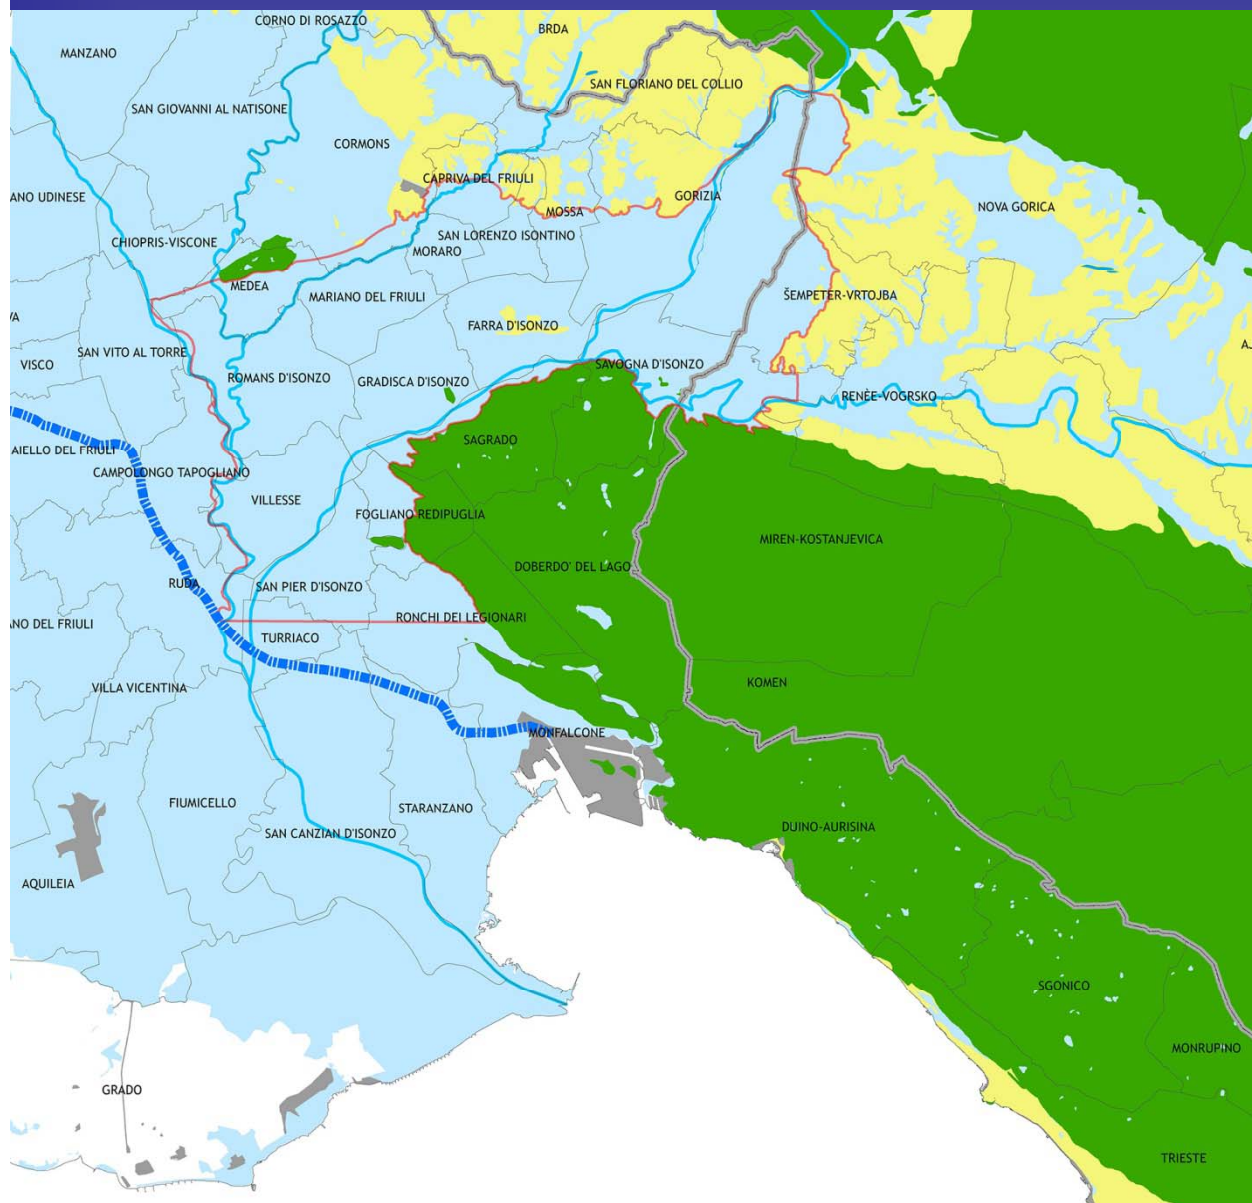 CORNO DI ROSAZZO
BRDA
MANZANO
SAN FLORIANO DEL COLLIO
SAN GIOVANNI AL NATISONE
CORMONS
CAPRIVA DEL FRIULI
ANO UDINESE
GORIZIA
NOVA GORICA
MOSSA
SAN LORENZO ISONTINO
CHIOPRIS-VISCONE
MORARO
MEDEA
MARIANO DEL FRIULI
ŠEMPETER-VRTOJBA
VA
FARRA D'ISONZO
AJ
SAN VITO AL TORRE
VISCO
SAVOGNA D'ISONZO
ROMANS D'ISONZO
GRADISCA D'ISONZO
RENČE-VOGRSKO
SAGRADO
AIELLO DEL FRIULI
CAMPOLONGO TAPOGLIANO
VILLESSE
FOGLIANO REDIPUGLIA
MIREN-KOSTANJEVICA
DOBERDO' DEL LAGO
RUDA
SAN PIER D'ISONZO
RONCHI DEI LEGIONARI
ANO DEL FRIULI
TURRIACO
KOMEN
VILLA VICENTINA
MONFALCONE
FIUMICELLO
STARANZANO
DUINO-AURISINA
SAN CANZIAN D'ISONZO
AQUILEIA
SGONICO
MONRUPINO
GRADO
TRIESTE